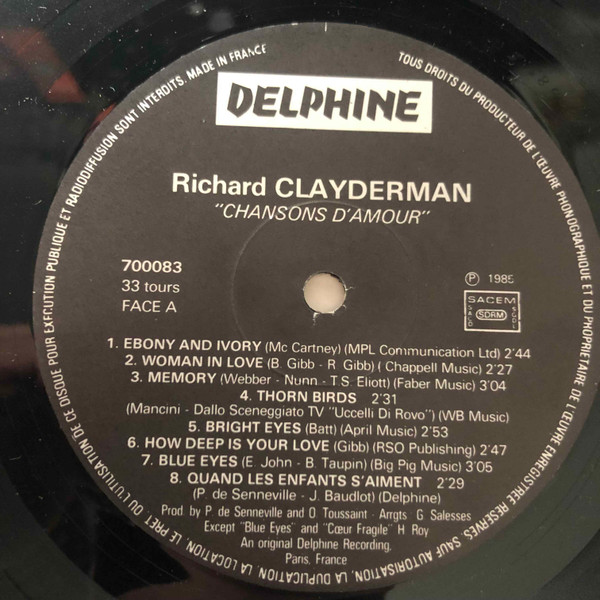 DELPHINE
Richard CLAYDERMAN
"CHANSONS D'AMOUR"
700083
33 tours
FACE A
℗ 1985
SACEM
SDRM
1. EBONY AND IVORY (Mc Cartney) (MPL Communication Ltd) 2'44
2. WOMAN IN LOVE (B. Gibb - R Gibb) ( Chappell Music) 2'27
3. MEMORY (Webber - Nunn - T.S. Eliott) (Faber Music) 3'04
4. THORN BIRDS 2'31
(Mancini - Dallo Sceneggiato TV "Uccelli Di Rovo") (WB Music)
5. BRIGHT EYES (Batt) (April Music) 2'53
6. HOW DEEP IS YOUR LOVE (Gibb) (RSO Publishing) 2'47
7. BLUE EYES (E. John - B. Taupin) (Big Pig Music) 3'05
8. QUAND LES ENFANTS S'AIMENT 2'29
(P. de Senneville - J. Baudlot) (Delphine)
Prod. by P. de Senneville and O Toussaint - Arrgts G Salesses
Except "Blue Eyes" and "Cœur Fragile" H Roy
An original Delphine Recording.
Paris, France
TOUS DROITS DU PRODUCTEUR DE L'ŒUVRE PHONOGRAPHIQUE ET DU PROPRIETAIRE DE L'ŒUVRE ENREGISTREE RESERVES. SAUF AUTORISATION, LA DUPLICATION, LA LOCATION, LE PRET, OU L'UTILISATION DE CE DISQUE POUR EXECUTION PUBLIQUE ET RADIODIFFUSION SONT INTERDITS. MADE IN FRANCE